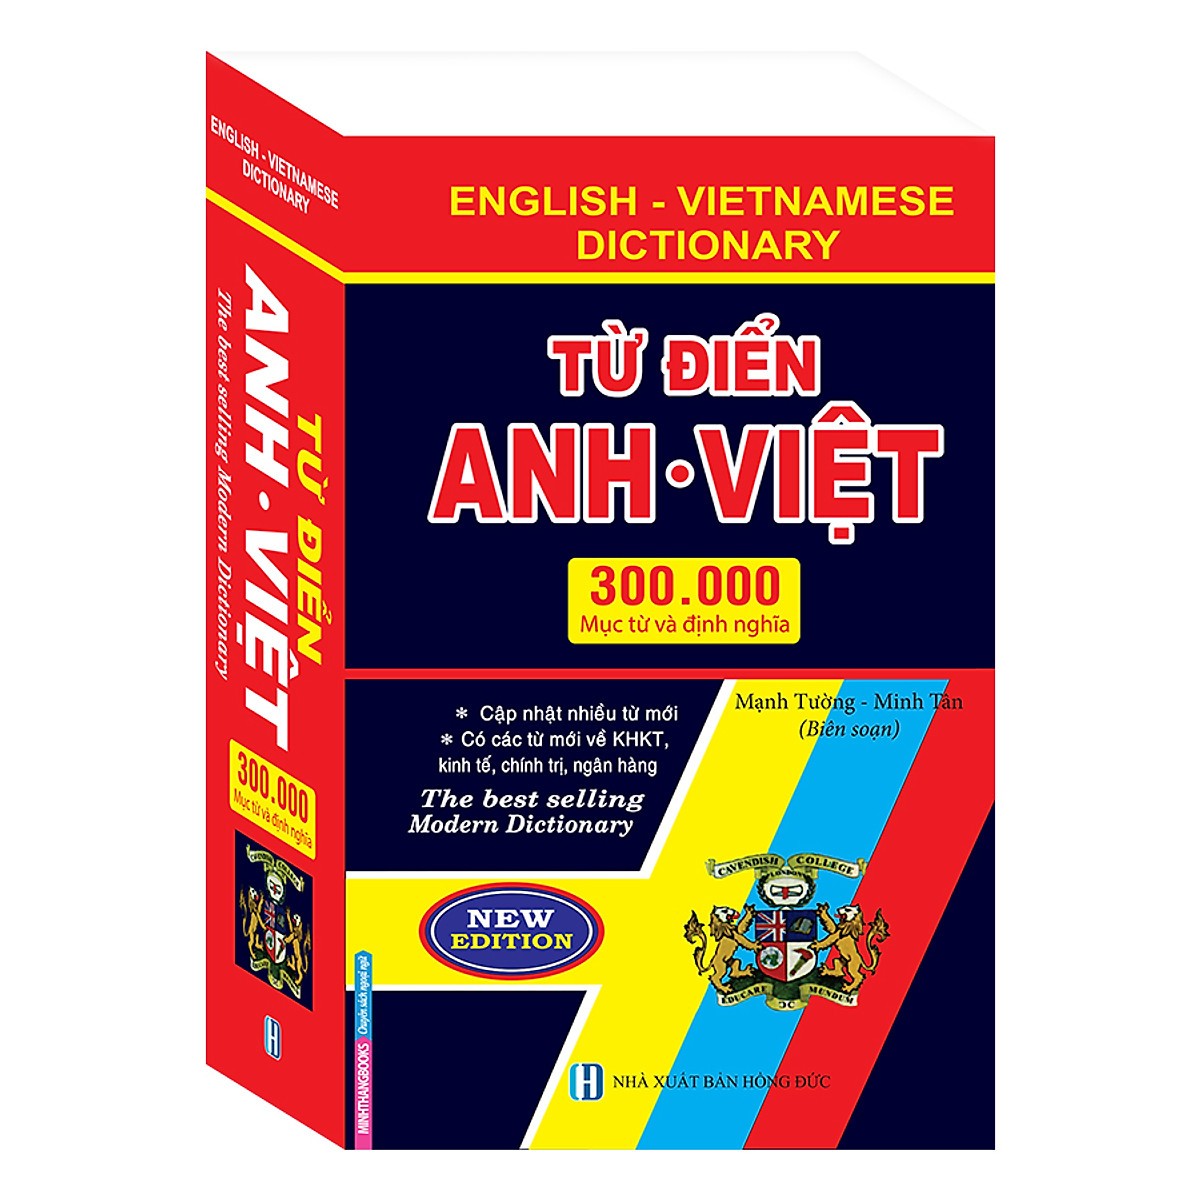 ENGLISH - VIETNAMESE
DICTIONARY
TỪ ĐIỂN
ANH • VIỆT
The best selling Modern Dictionary
300.000
Mục từ và định nghĩa
ENGLISH - VIETNAMESE
DICTIONARY
TỪ ĐIỂN
ANH • VIỆT
300.000
Mục từ và định nghĩa
Mạnh Tường - Minh Tân
(Biên soạn)
* Cập nhật nhiều từ mới
* Có các từ mới về KHKT,
kinh tế, chính trị, ngân hàng
The best selling
Modern Dictionary
NEW
EDITION
CAVENDISH COLLEGE
LONDON
EDUCARE CC MUNDUM
MINHTHANGBOOKS Chuyên sách ngoại ngữ
NHÀ XUẤT BẢN HỒNG ĐỨC